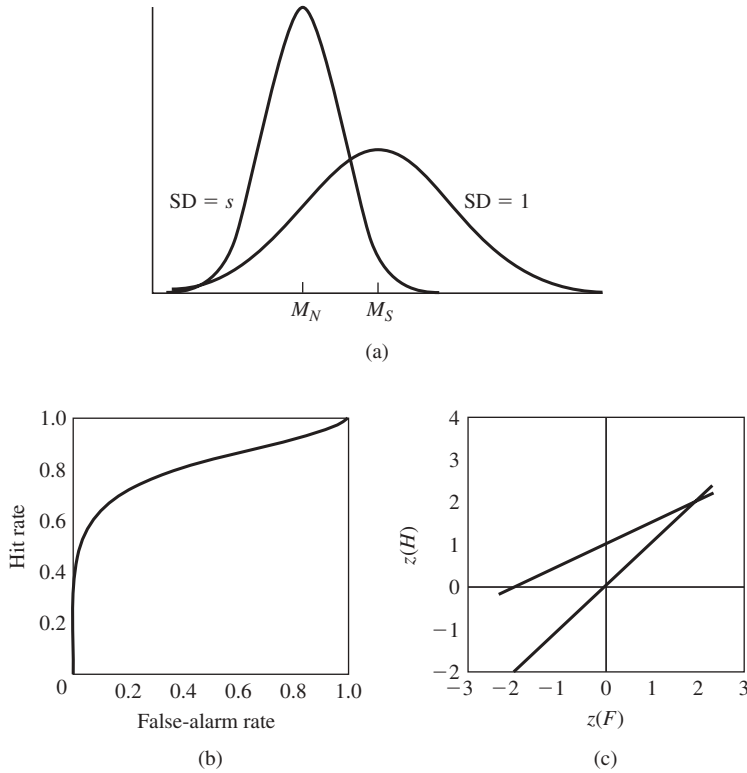 SD = s
SD = 1
M_N
M_S
(a)
1.0
0.8
0.6
0.4
0.2
0
0.2
0.4
0.6
0.8
1.0
Hit rate
False-alarm rate
(b)
4
3
2
1
0
−1
−2
−3
−2
−1
0
1
2
3
z(H)
z(F)
(c)